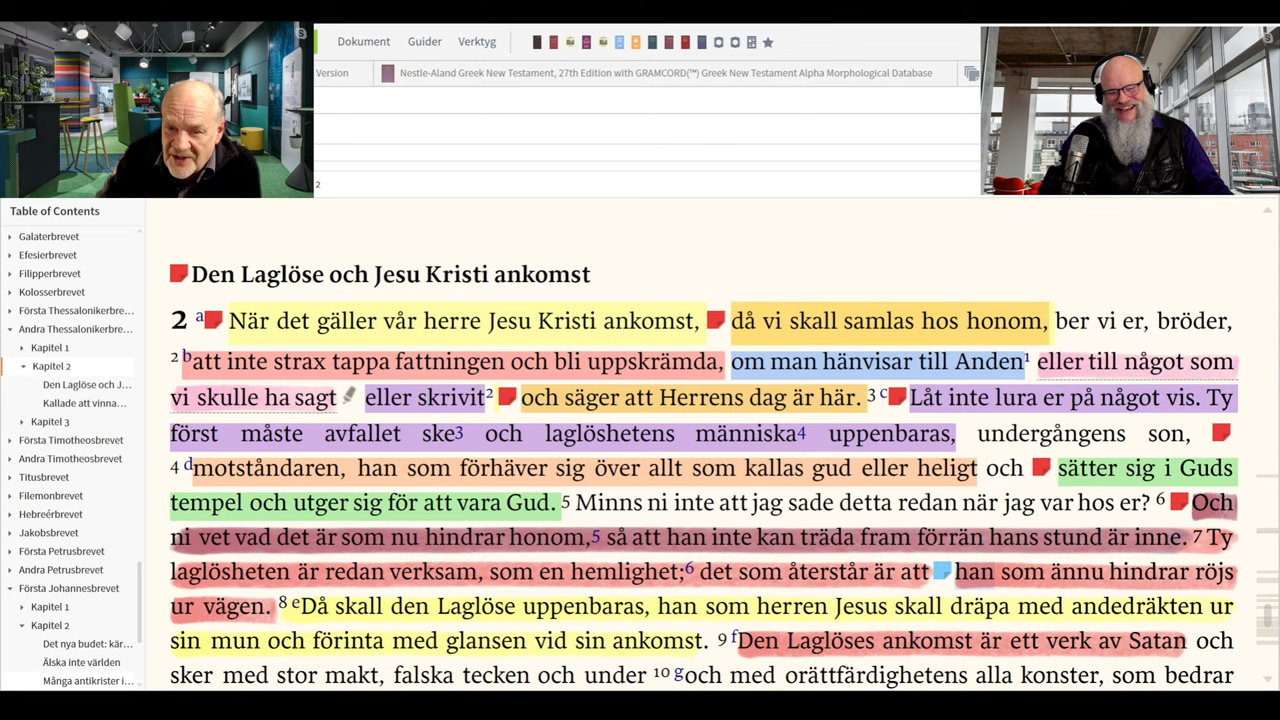 Dokument Guider Verktyg
Version Nestle-Aland Greek New Testament, 27th Edition with GRAMCORD(™) Greek New Testament Alpha Morphological Database
2
Table of Contents
Galaterbrevet
Efesierbrevet
Filipperbrevet
Kolosserbrevet
Första Thessalonikerbre...
Andra Thessalonikerbre...
Kapitel 1
Kapitel 2
Den Laglöse och J...
Kallade att vinna...
Kapitel 3
Första Timotheosbrevet
Andra Timotheosbrevet
Titusbrevet
Filemonbrevet
Hebreérbrevet
Jakobsbrevet
Första Petrusbrevet
Andra Petrusbrevet
Första Johannesbrevet
Kapitel 1
Kapitel 2
Det nya budet: kär...
Älska inte världen
Många antikrister i...
Den Laglöse och Jesu Kristi ankomst
2 a När det gäller vår herre Jesu Kristi ankomst, då vi skall samlas hos honom, ber vi er, bröder,
2 b att inte strax tappa fattningen och bli uppskrämda, om man hänvisar till Anden1 eller till något som
vi skulle ha sagt eller skrivit2 och säger att Herrens dag är här. 3 c Låt inte lura er på något vis. Ty
först måste avfallet ske3 och laglöshetens människa4 uppenbaras, undergångens son,
4 d motståndaren, han som förhäver sig över allt som kallas gud eller heligt och sätter sig i Guds
tempel och utger sig för att vara Gud. 5 Minns ni inte att jag sade detta redan när jag var hos er? 6 Och
ni vet vad det är som nu hindrar honom,5 så att han inte kan träda fram förrän hans stund är inne. 7 Ty
laglösheten är redan verksam, som en hemlighet;6 det som återstår är att han som ännu hindrar röjs
ur vägen. 8 e Då skall den Laglöse uppenbaras, han som herren Jesus skall dräpa med andedräkten ur
sin mun och förinta med glansen vid sin ankomst. 9 f Den Laglöses ankomst är ett verk av Satan och
sker med stor makt, falska tecken och under 10 g och med orättfärdighetens alla konster, som bedrar